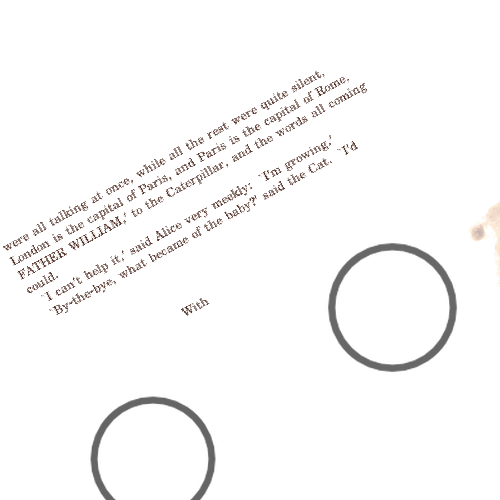 were all talking at once, while all the rest were quite silent,
London is the capital of Paris, and Paris is the capital of Rome,
FATHER WILLIAM,' to the Caterpillar, and the words all coming
could.
`I can't help it,' said Alice very meekly: `I'm growing.'
`By-the-bye, what became of the baby?' said the Cat. `I'd
With